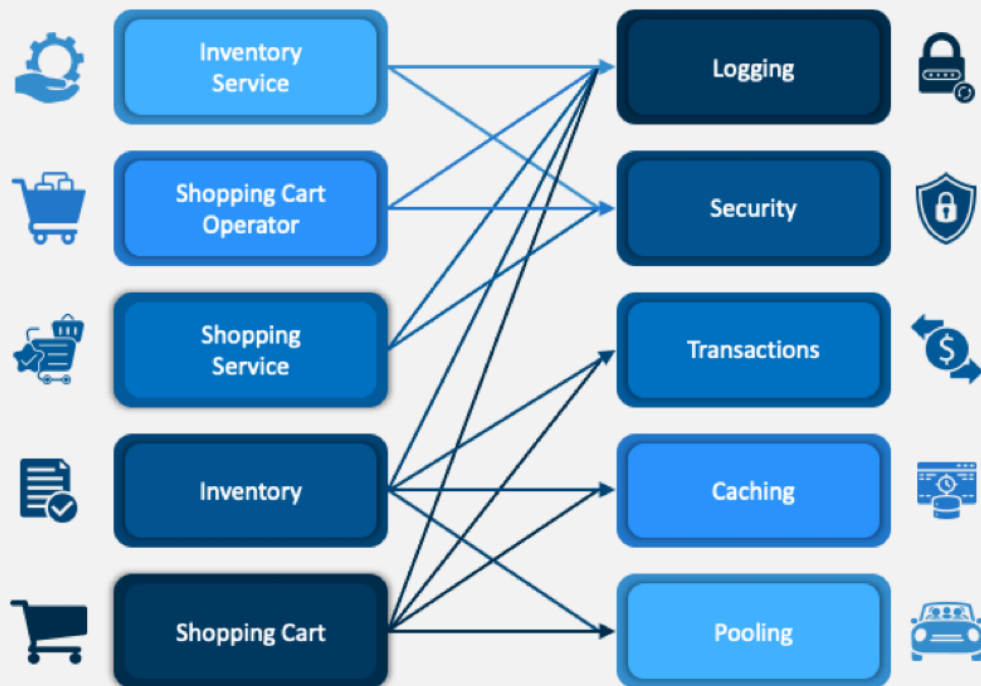 Inventory
Service
Logging
Shopping Cart
Operator
Security
Shopping
Service
Transactions
Inventory
Caching
Shopping Cart
Pooling